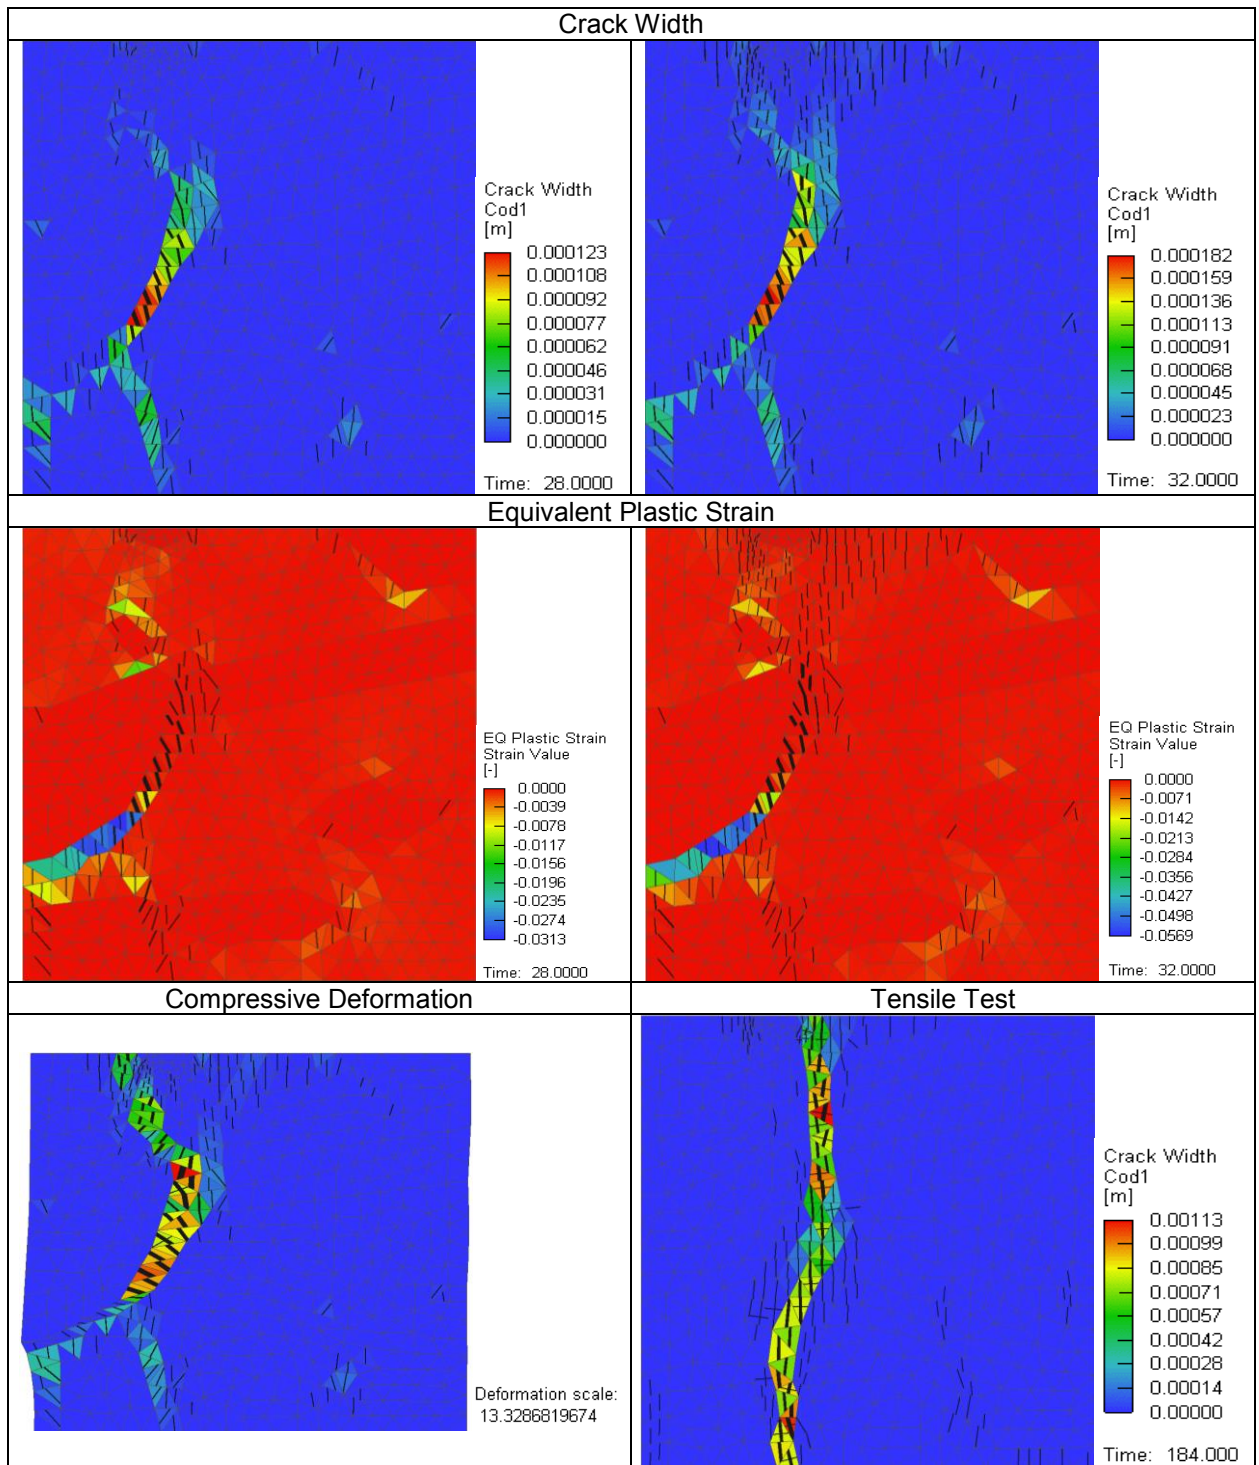 Crack Width
Crack Width
Cod1
[m]
0.000123
0.000108
0.000092
0.000077
0.000062
0.000046
0.000031
0.000015
0.000000
Time: 28.0000
Crack Width
Cod1
[m]
0.000182
0.000159
0.000136
0.000113
0.000091
0.000068
0.000045
0.000023
0.000000
Time: 32.0000
Equivalent Plastic Strain
EQ Plastic Strain
Strain Value
[-]
0.0000
-0.0039
-0.0078
-0.0117
-0.0156
-0.0196
-0.0235
-0.0274
-0.0313
Time: 28.0000
EQ Plastic Strain
Strain Value
[-]
0.0000
-0.0071
-0.0142
-0.0213
-0.0284
-0.0356
-0.0427
-0.0498
-0.0569
Time: 32.0000
Compressive Deformation
Tensile Test
Deformation scale:
13.3286819674
Crack Width
Cod1
[m]
0.00113
0.00099
0.00085
0.00071
0.00057
0.00042
0.00028
0.00014
0.00000
Time: 184.000